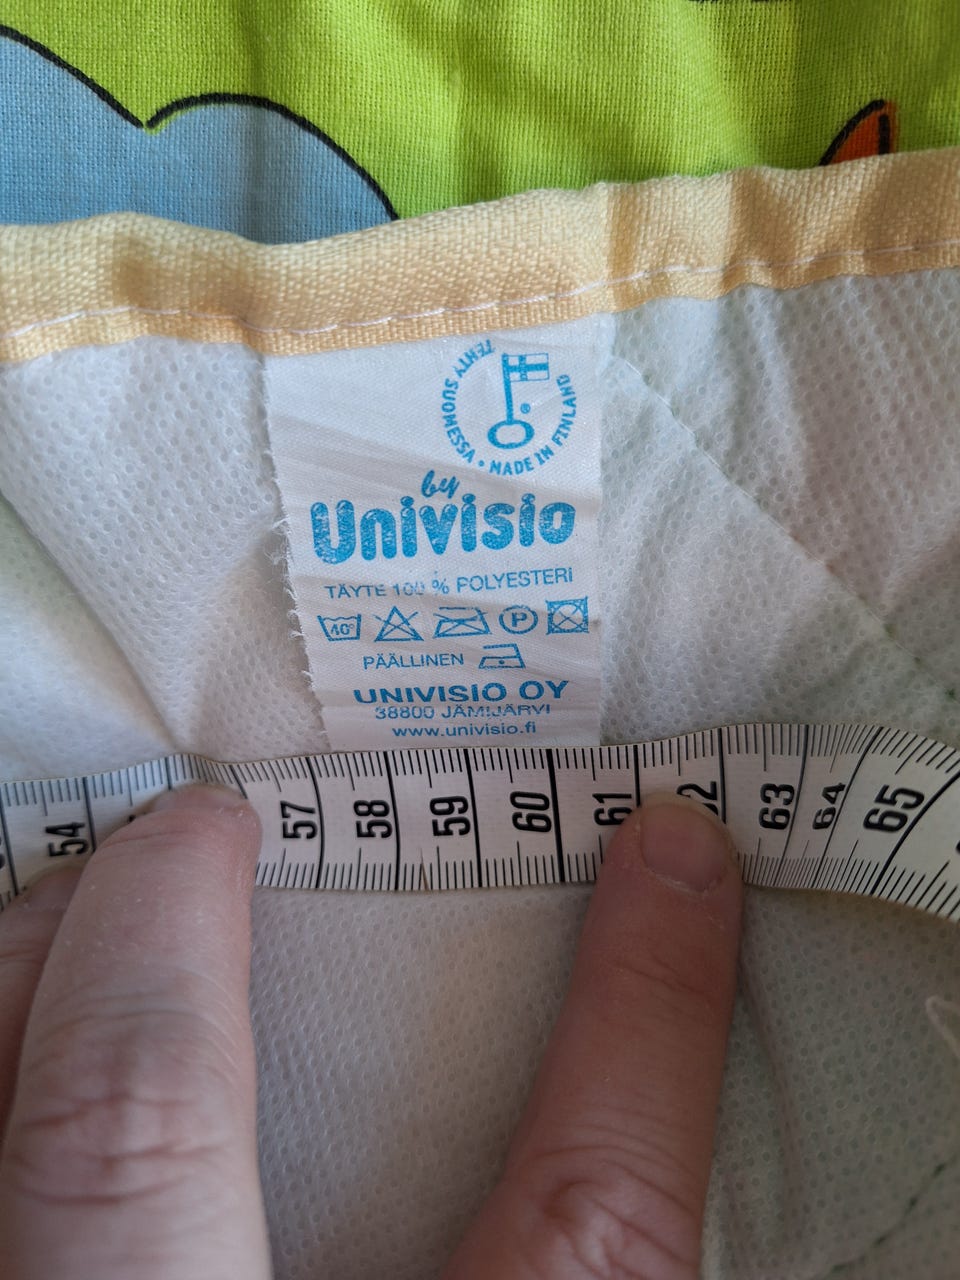 TEHTY SUOMESSA • MADE IN FINLAND
®
by
Univisio
TÄYTE 100 % POLYESTERI
40° P
PÄÄLLINEN
UNIVISIO OY
38800 JÄMIJÄRVI
www.univisio.fi
54 57 58 59 60 61 63 64 65